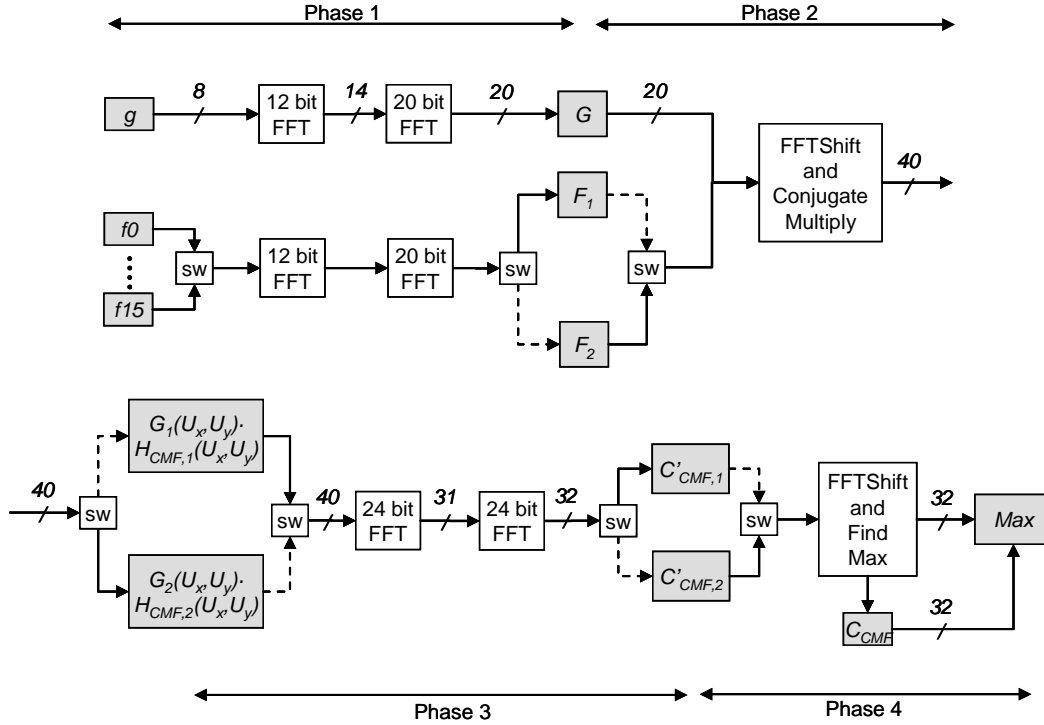 Phase 1
Phase 2
8
14
20
20
g
12 bit
FFT
20 bit
FFT
G
FFTShift
and
Conjugate
Multiply
40
f0
sw
f15
12 bit
FFT
20 bit
FFT
sw
F1
F2
sw
40
sw
G1(Ux,Uy)·
HCMF,1(Ux,Uy)
G2(Ux,Uy)·
HCMF,2(Ux,Uy)
sw
40
24 bit
FFT
31
24 bit
FFT
32
sw
C'CMF,1
C'CMF,2
sw
FFTShift
and
Find
Max
32
Max
CCMF
32
Phase 3
Phase 4